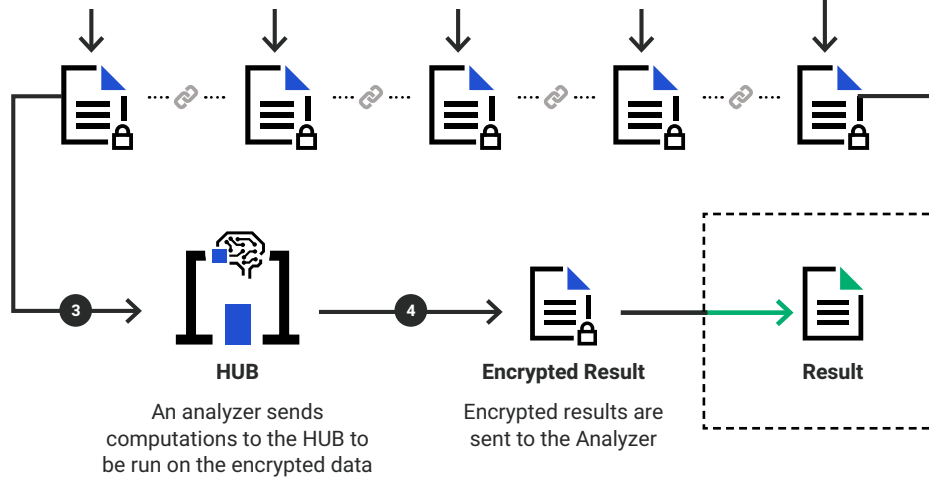 3
4
HUB
Encrypted Result
Result
An analyzer sends
computations to the HUB to
be run on the encrypted data
Encrypted results are
sent to the Analyzer